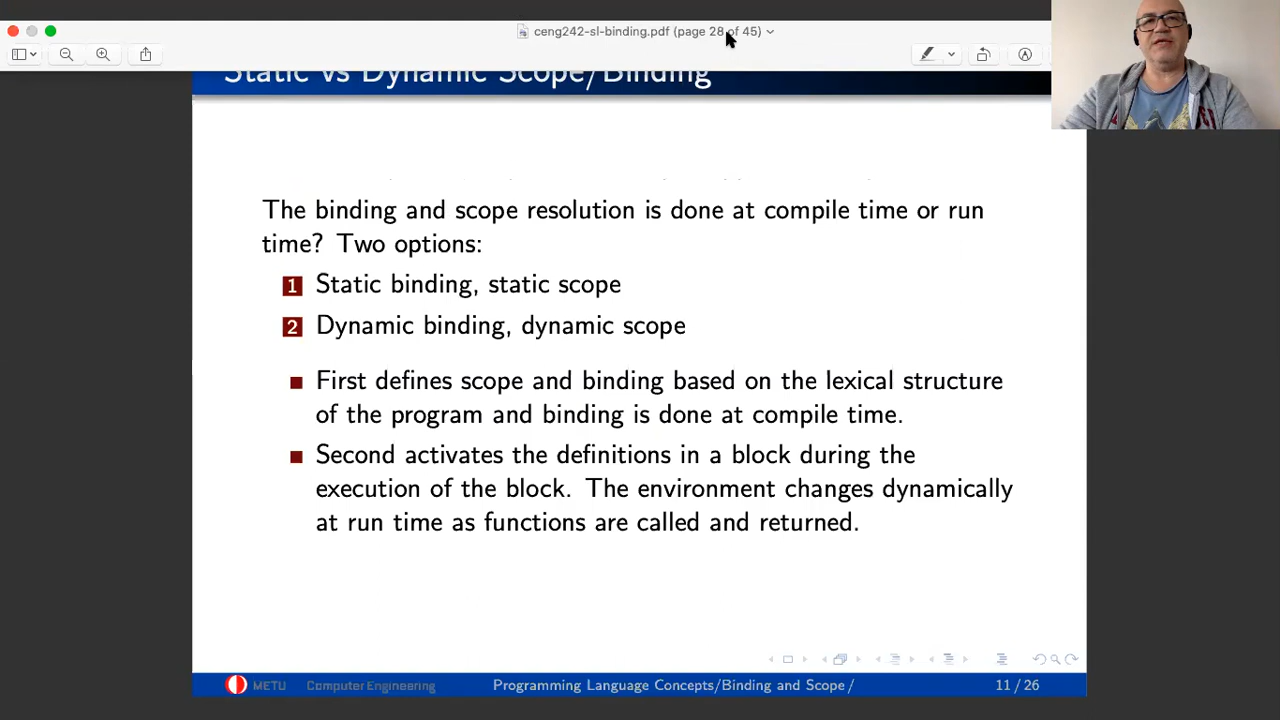 ceng242-sl-binding.pdf (page 28 of 45)
Static vs Dynamic Scope/Binding
The binding and scope resolution is done at compile time or run
time? Two options:
1 Static binding, static scope
2 Dynamic binding, dynamic scope
First defines scope and binding based on the lexical structure
of the program and binding is done at compile time.
Second activates the definitions in a block during the
execution of the block. The environment changes dynamically
at run time as functions are called and returned.
METU Computer Engineering Programming Language Concepts/Binding and Scope / 11 / 26